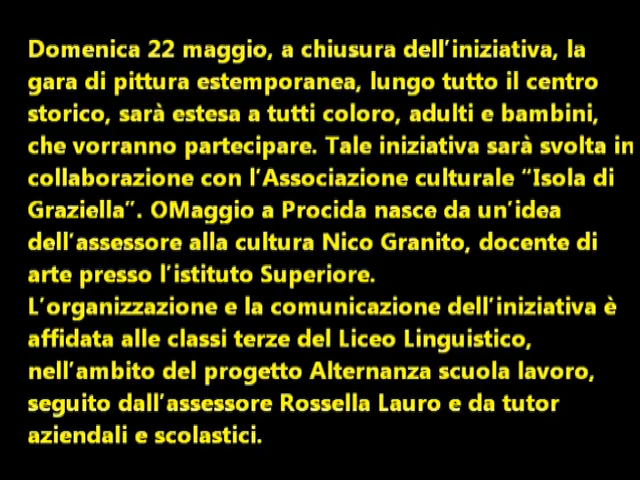 Domenica 22 maggio, a chiusura dell'iniziativa, la
gara di pittura estemporanea, lungo tutto il centro
storico, sarà estesa a tutti coloro, adulti e bambini,
che vorranno partecipare. Tale iniziativa sarà svolta in
collaborazione con l'Associazione culturale “Isola di
Graziella”. OMaggio a Procida nasce da un'idea
dell'assessore alla cultura Nico Granito, docente di
arte presso l'istituto Superiore.
L'organizzazione e la comunicazione dell'iniziativa è
affidata alle classi terze del Liceo Linguistico,
nell'ambito del progetto Alternanza scuola lavoro,
seguito dall'assessore Rossella Lauro e da tutor
aziendali e scolastici.